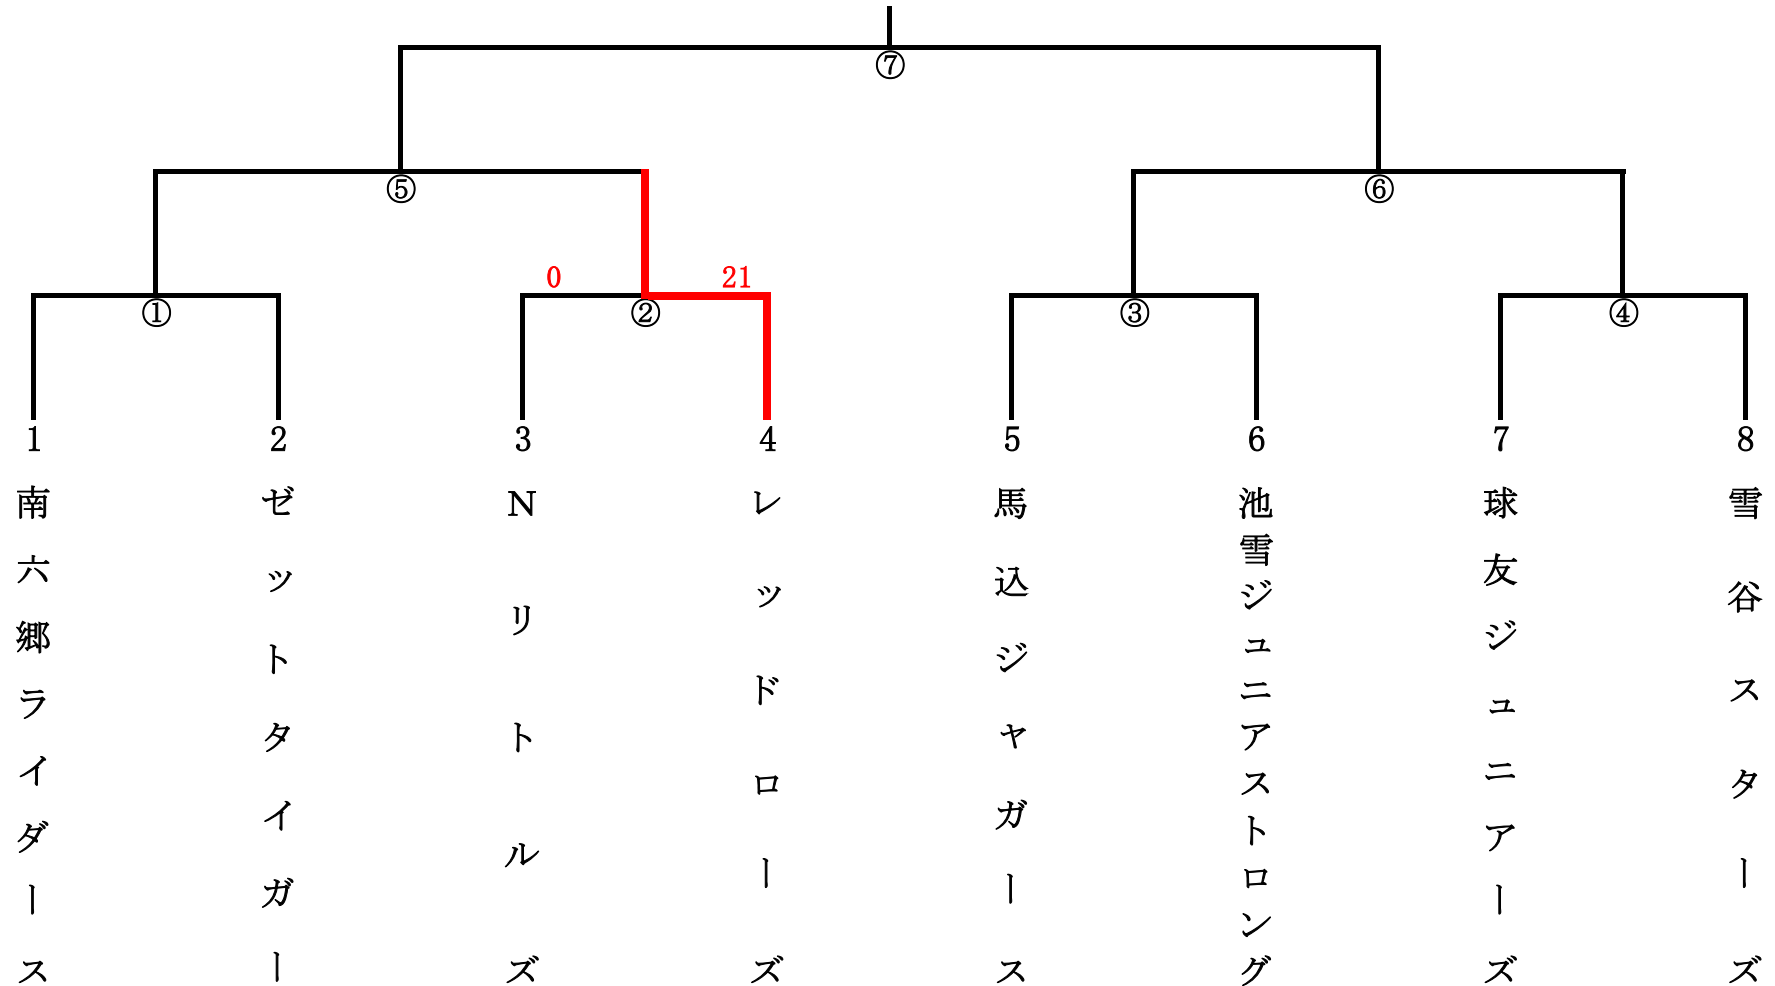 ⑦
⑤ ⑥
0 21
① ② ③ ④
1 2 3 4 5 6 7 8
南六郷ライダース
ゼットタイガー
Nリトルズ
レッドローズ
馬込ジャガース
池雪ジュニアストロング
球友ジュニアーズ
雪谷スターズ